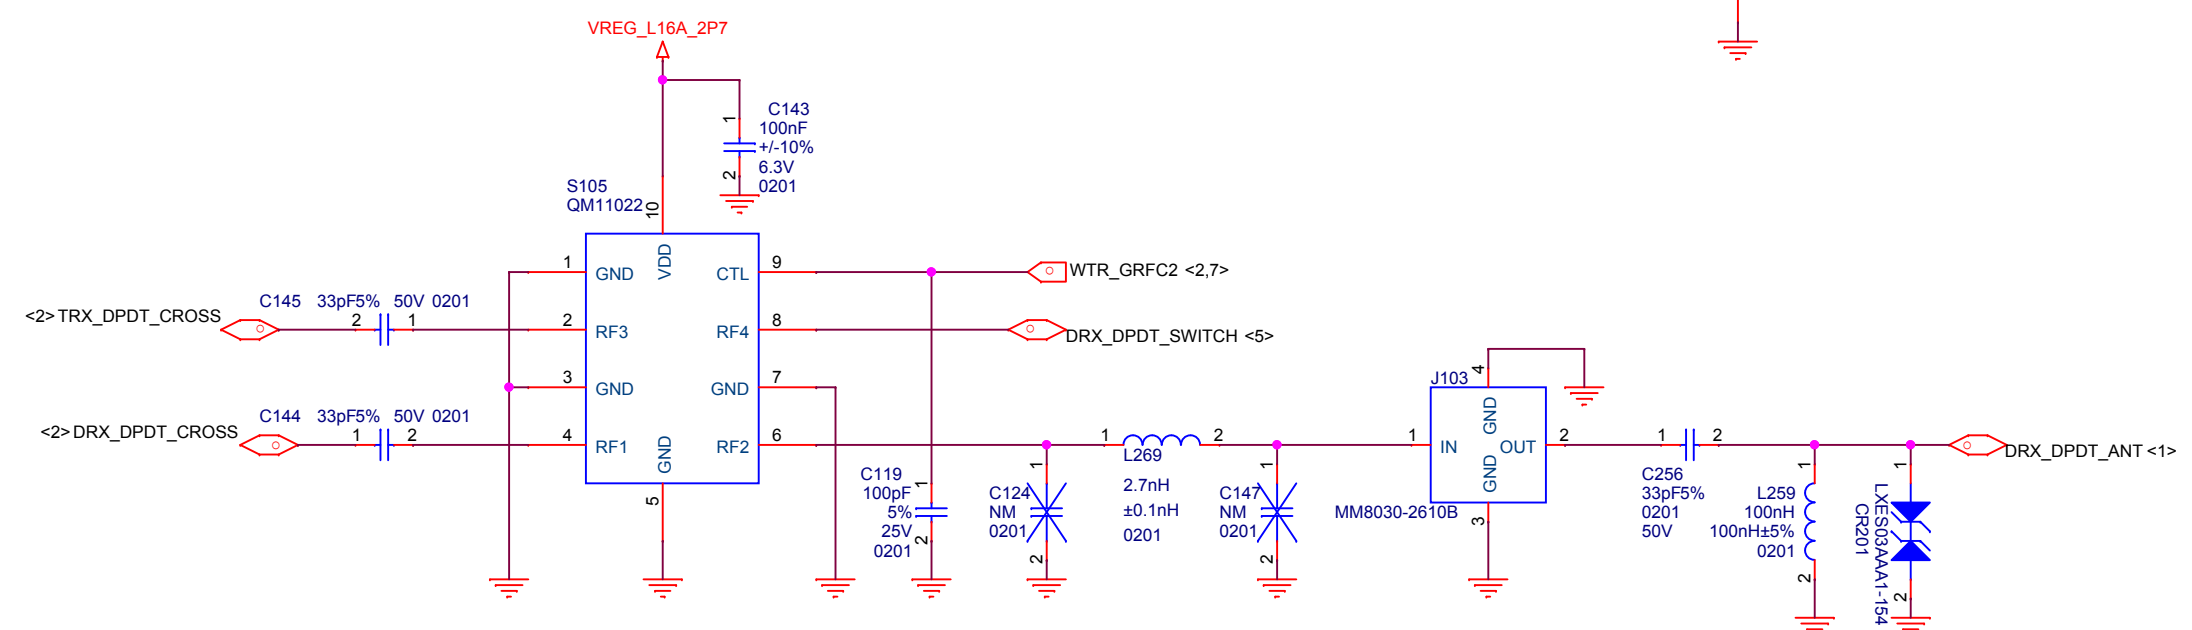 VREG_L16A_2P7
1
C143
100nF
+/-10%
6.3V
0201
2
S105
QM11022
10
VDD
1
GND
CTL
9
WTR_GRFC2 <2,7>
<2> TRX_DPDT_CROSS
C145 33pF5% 50V 0201
2
1
2
RF3
RF4
8
DRX_DPDT_SWITCH <5>
3
GND
GND
7
<2> DRX_DPDT_CROSS
C144 33pF5% 50V 0201
1
2
4
RF1
GND
RF2
6
5
C119
100pF
5%
25V
0201
1
2
C124
NM
0201
1
2
1
2
L269
2.7nH
±0.1nH
0201
C147
NM
0201
1
2
J103
4
GND
1
IN
OUT
2
GND
MM8030-2610B
3
1
2
C256
33pF5%
0201
50V
L259
100nH
100nH±5%
0201
1
2
LXES03AAA1-154
CR201
1
2
DRX_DPDT_ANT <1>